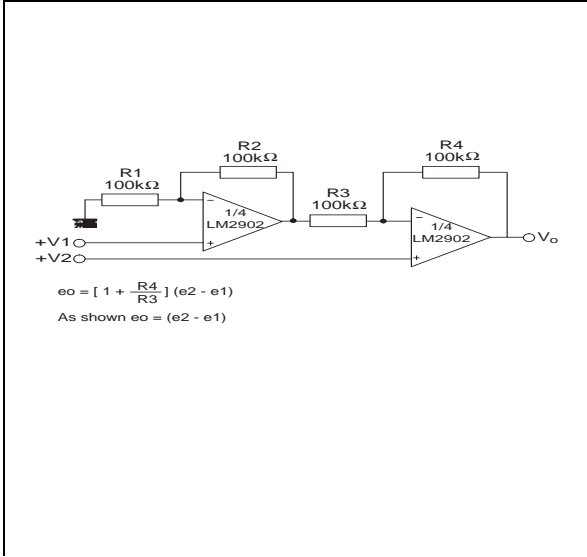 R2
100kΩ
R4
100kΩ
R1
100kΩ
R3
100kΩ
−
1/4
LM2902
+
−
1/4
LM2902
+
Vo
+V1
+V2
eo = [ 1 + R4/R3 ] (e2 - e1)
As shown eo = (e2 - e1)